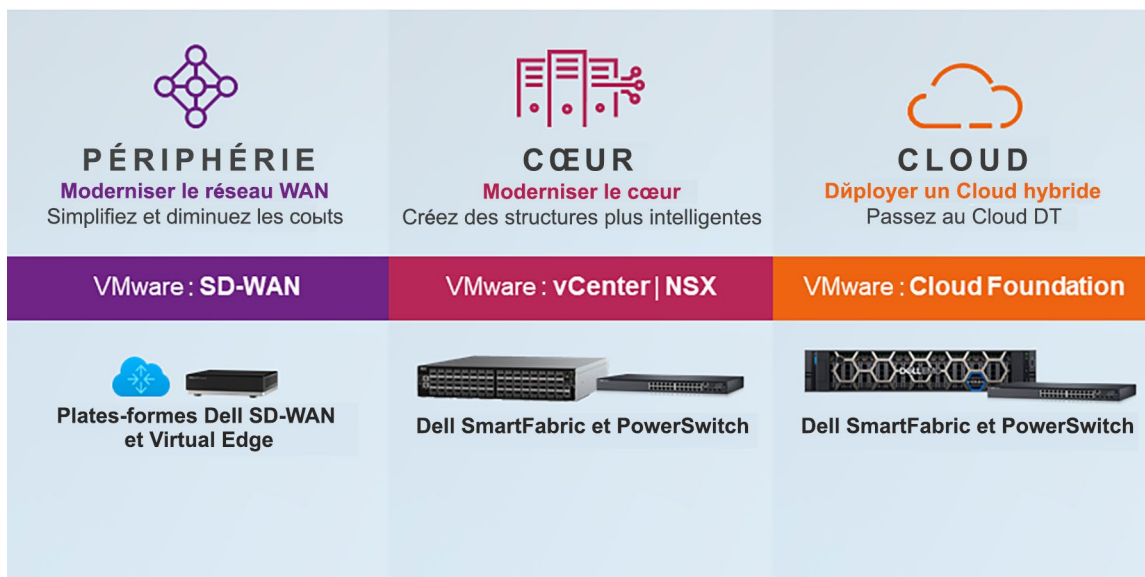 PÉRIPHÉRIE
Moderniser le réseau WAN
Simplifiez et diminuez les coыts
VMware : SD-WAN
Plates-formes Dell SD-WAN
et Virtual Edge
CŒUR
Moderniser le cœur
Créez des structures plus intelligentes
VMware : vCenter | NSX
Dell SmartFabric et PowerSwitch
CLOUD
Dйployer un Cloud hybride
Passez au Cloud DT
VMware : Cloud Foundation
DELL EMC
Dell SmartFabric et PowerSwitch